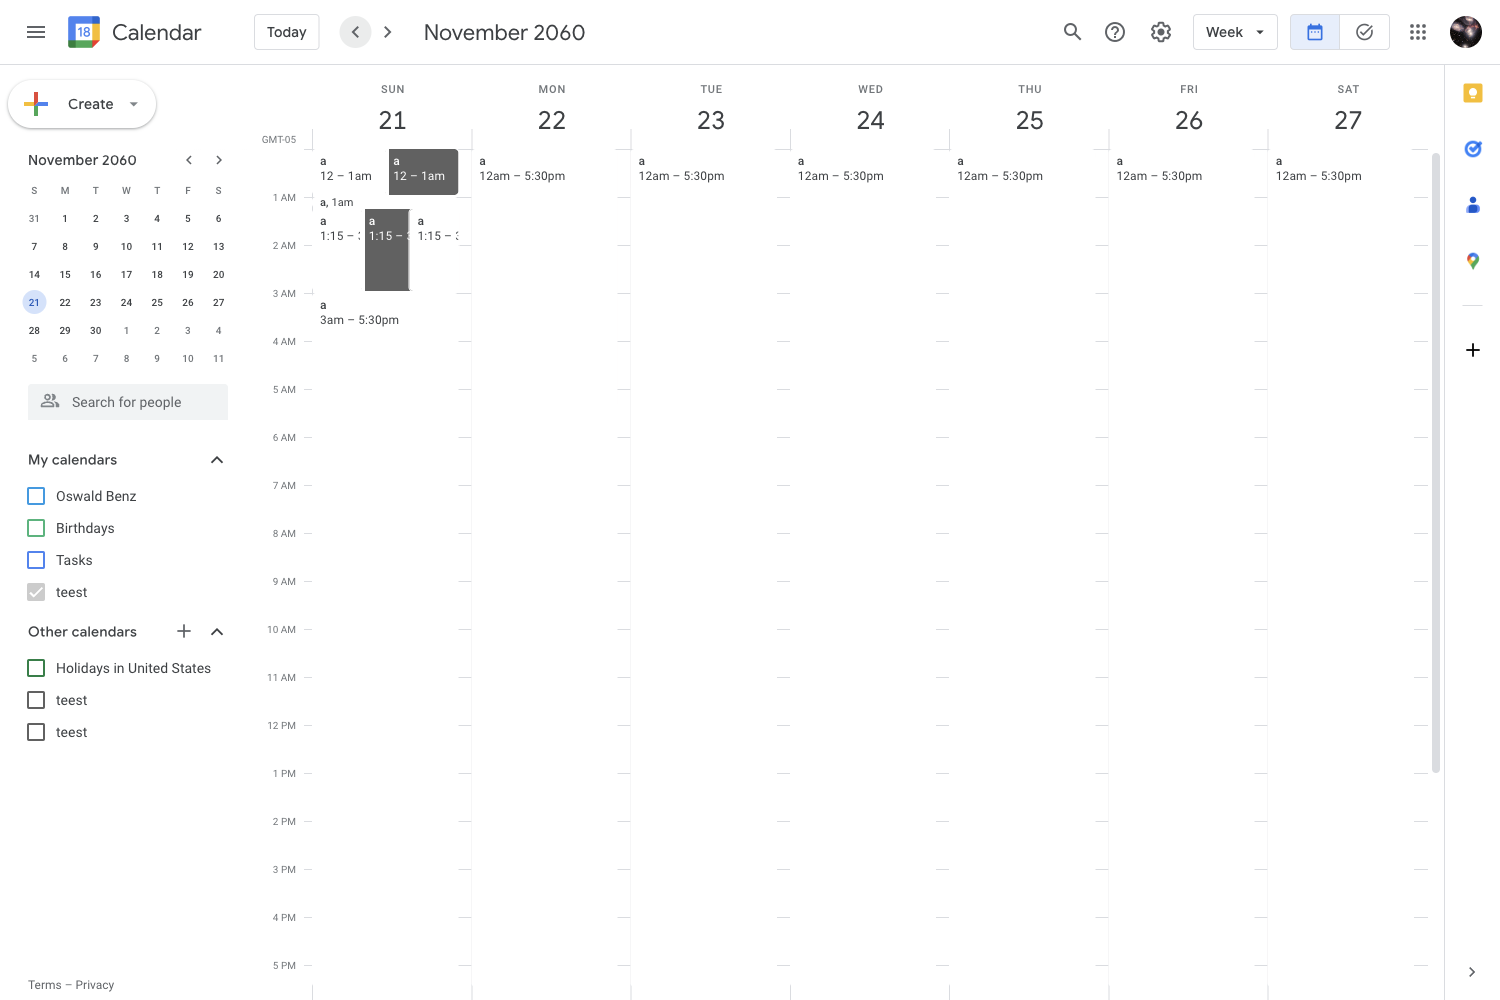 18 Calendar Today November 2060 Week
Create
November 2060
S M T W T F S
31 1 2 3 4 5 6
7 8 9 10 11 12 13
14 15 16 17 18 19 20
21 22 23 24 25 26 27
28 29 30 1 2 3 4
5 6 7 8 9 10 11
Search for people
My calendars
Oswald Benz
Birthdays
Tasks
teest
Other calendars
Holidays in United States
teest
teest
Terms – Privacy
SUN MON TUE WED THU FRI SAT
21 22 23 24 25 26 27
GMT-05
a a a a a a a a
12 – 1am 12 – 1am 12am – 5:30pm 12am – 5:30pm 12am – 5:30pm 12am – 5:30pm 12am – 5:30pm 12am – 5:30pm
1 AM
a, 1am
a a a
1:15 – 1:15 – 1:15 –
2 AM
3 AM
a
3am – 5:30pm
4 AM
5 AM
6 AM
7 AM
8 AM
9 AM
10 AM
11 AM
12 PM
1 PM
2 PM
3 PM
4 PM
5 PM